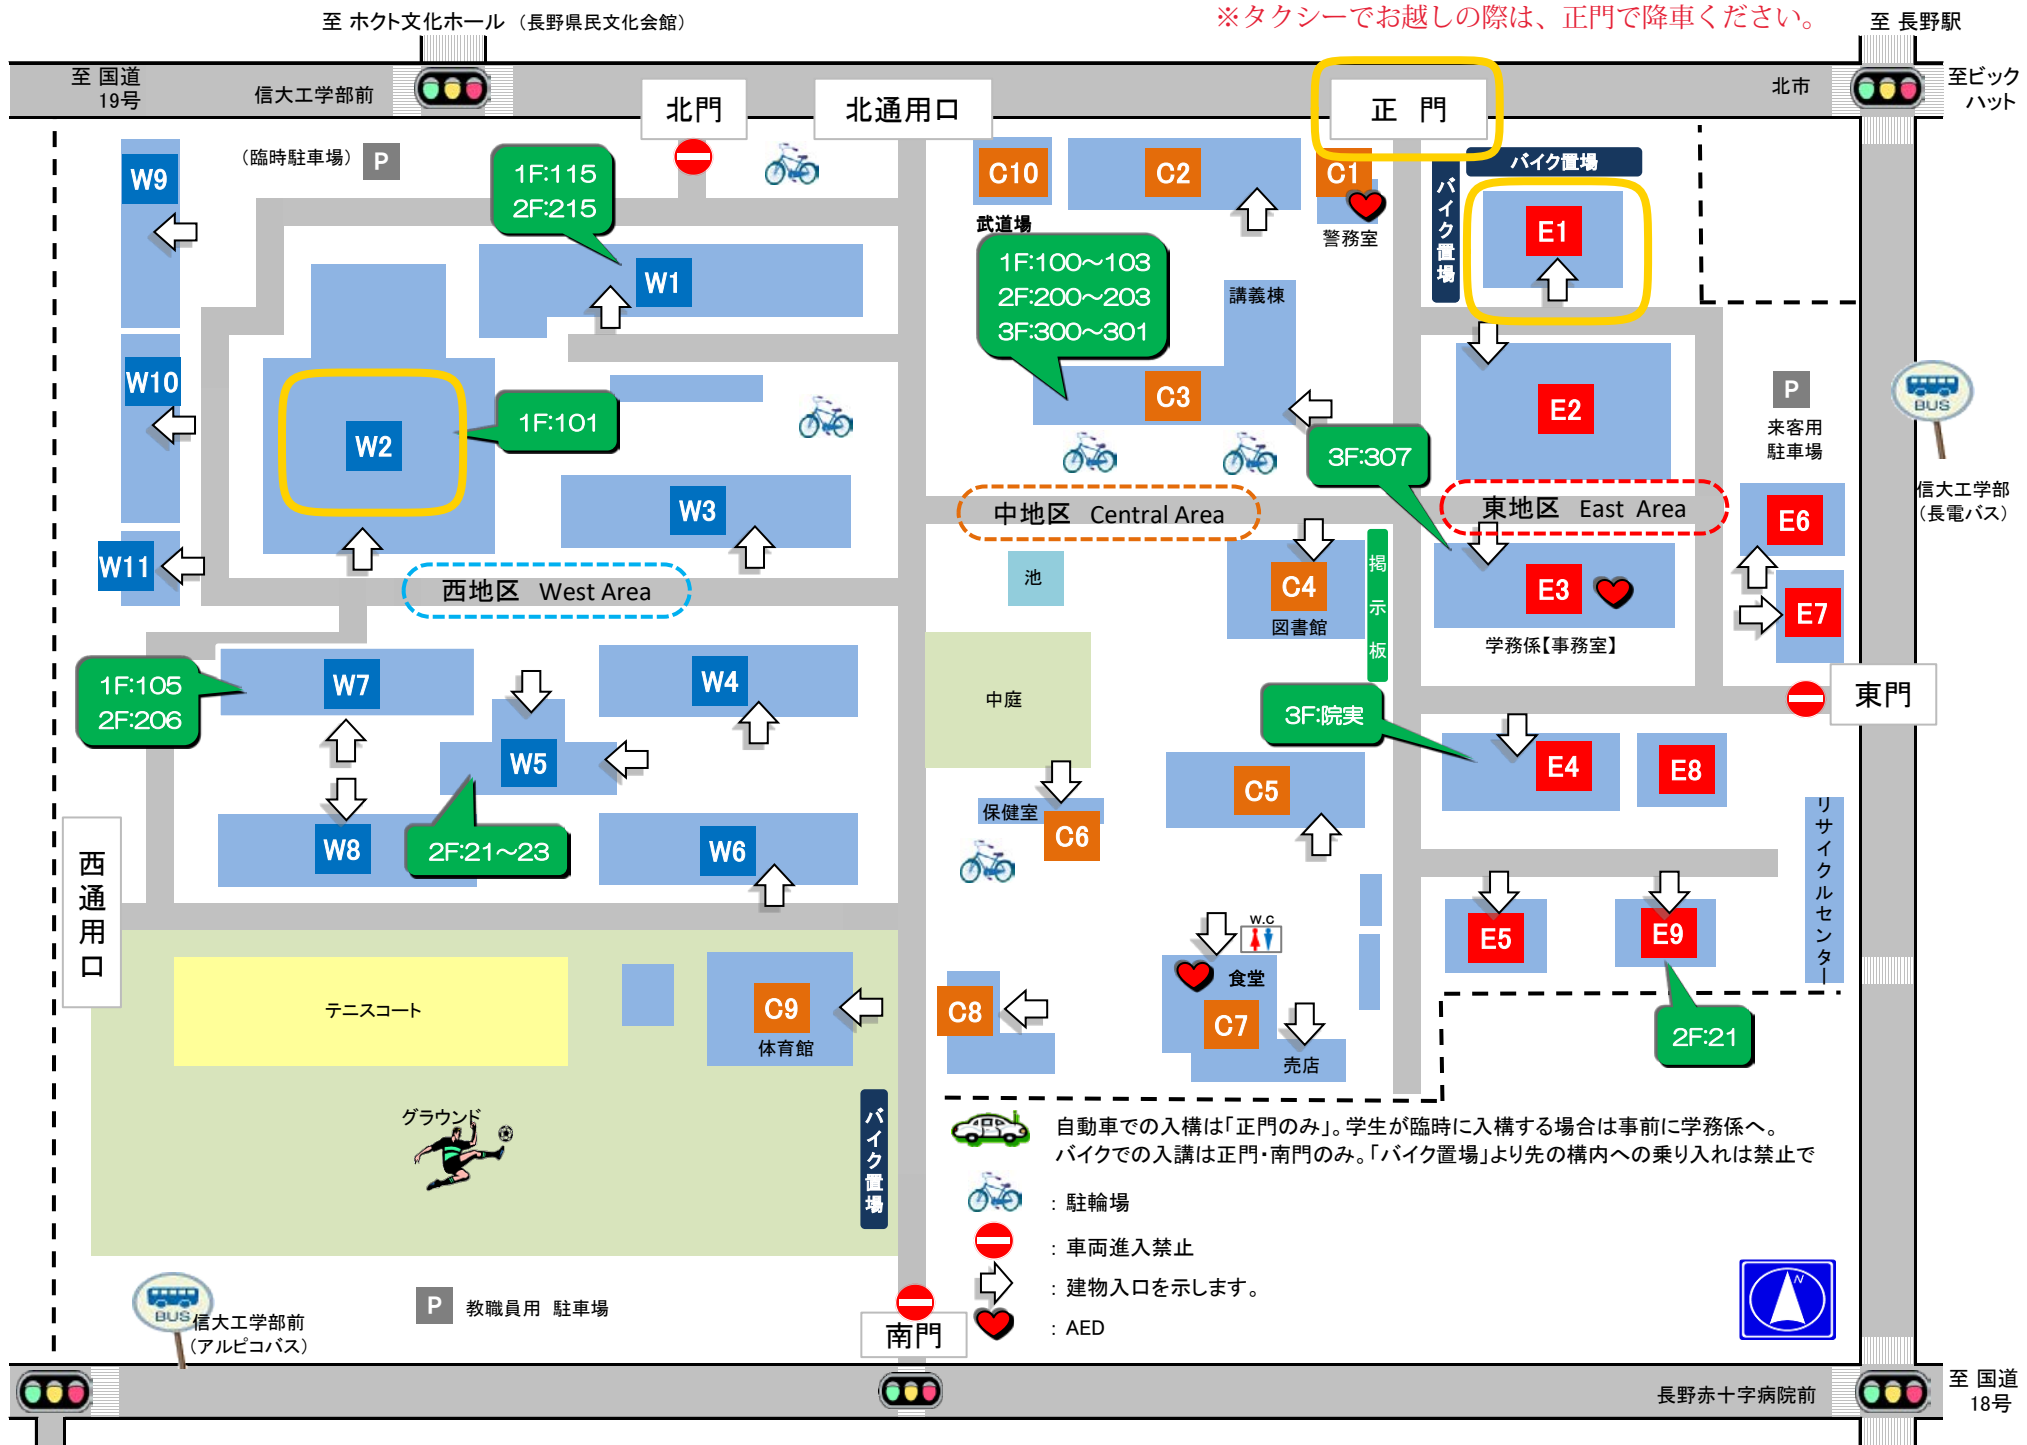 ※タクシーでお越しの際は、正門で降車ください。
至 ホクト文化ホール （長野県民文化会館）
至 長野駅
至 国道
19号
信大工学部前
北門
北通用口
正 門
北市
至ビック
ハット
W9
（臨時駐車場） P
1F:115
2F:215
W1
C10
武道場
C2
C1
警務室
バイク置場
バイク置場
E1
1F:100～103
2F:200～203
3F:300～301
講義棟
C3
W10
W2
1F:101
W3
W11
3F:307
E2
P
来客用
駐車場
BUS
信大工学部
（長電バス）
中地区 Central Area
東地区 East Area
西地区 West Area
池
C4
図書館
掲示板
E3
学務係【事務室】
E6
E7
東門
1F:105
2F:206
W7
W4
W5
中庭
3F:院実
E4
E8
W8
2F:21～23
W6
保健室
C6
C5
西通用口
リサイクルセンター
E5
E9
2F:21
W.C
食堂
C7
売店
C8
C9
体育館
テニスコート
グラウンド
バイク置場
自動車での入構は「正門のみ」。学生が臨時に入構する場合は事前に学務係へ。
バイクでの入講は正門・南門のみ。「バイク置場」より先の構内への乗り入れは禁止で
： 駐輪場
： 車両進入禁止
： 建物入口を示します。
： AED
N
BUS
信大工学部前
（アルピコバス）
P 教職員用 駐車場
南門
長野赤十字病院前
至 国道
18号